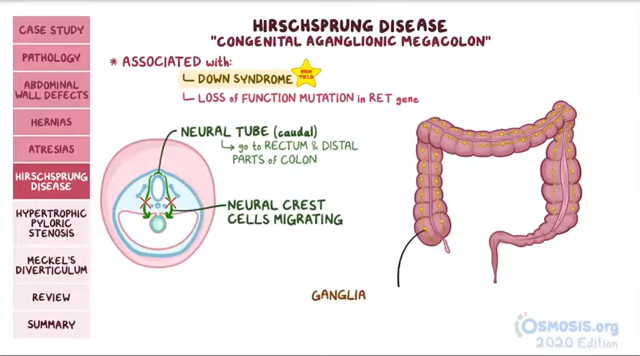 CASE STUDY
PATHOLOGY
ABDOMINAL
WALL DEFECTS
HERNIAS
ATRESIAS
HIRSCHSPRUNG
DISEASE
HYPERTROPHIC
PYLORIC
STENOSIS
MECKEL'S
DIVERTICULUM
REVIEW
SUMMARY
HIRSCHSPRUNG DISEASE
"CONGENITAL AGANGLIONIC MEGACOLON"
* ASSOCIATED with:
DOWN SYNDROME
HIGH
YIELD
LOSS of FUNCTION MUTATION in RET gene
NEURAL TUBE (caudal)
go to RECTUM & DISTAL
PARTS of COLON
NEURAL CREST
CELLS MIGRATING
GANGLIA
OSMOSIS.org
2020 Edition